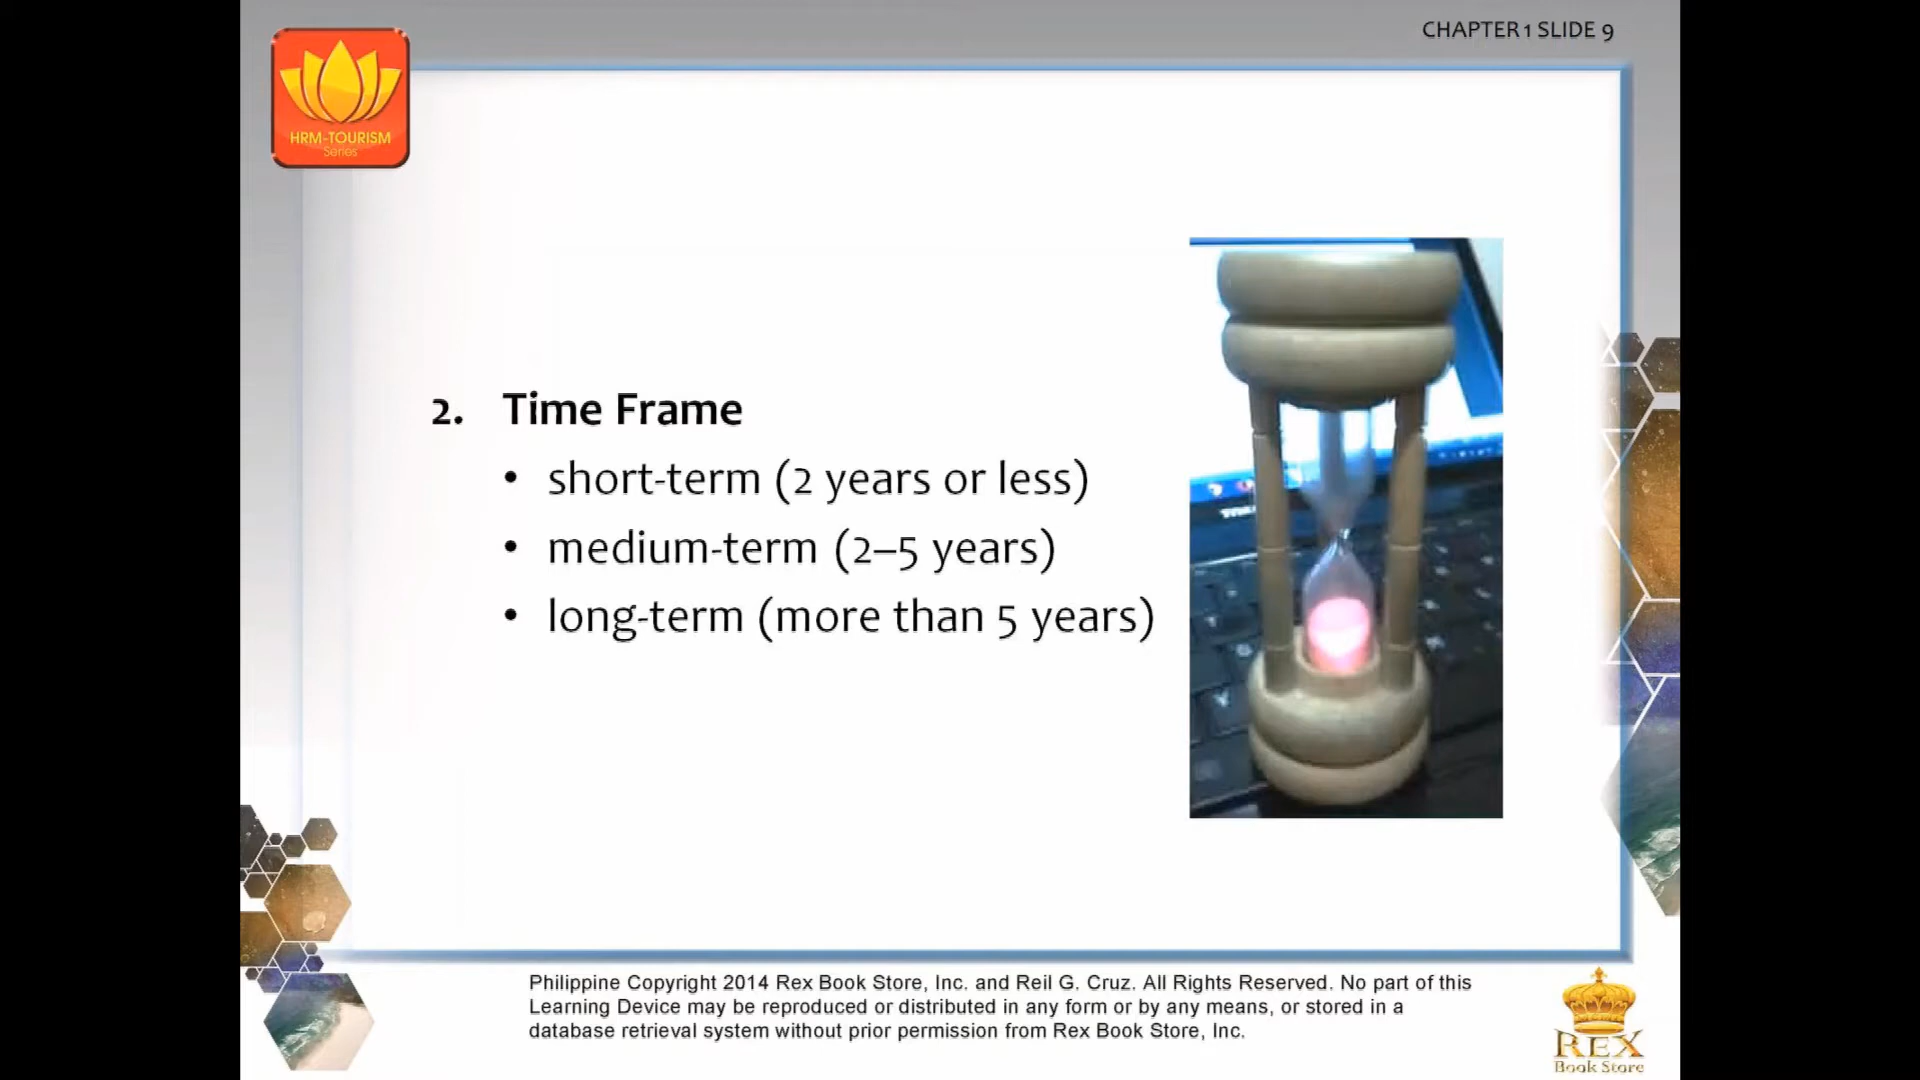 CHAPTER 1 SLIDE 9
HRM-TOURISM
Series
2. Time Frame
• short-term (2 years or less)
• medium-term (2–5 years)
• long-term (more than 5 years)
Philippine Copyright 2014 Rex Book Store, Inc. and Reil G. Cruz. All Rights Reserved. No part of this
Learning Device may be reproduced or distributed in any form or by any means, or stored in a
database retrieval system without prior permission from Rex Book Store, Inc.
REX
Book Store